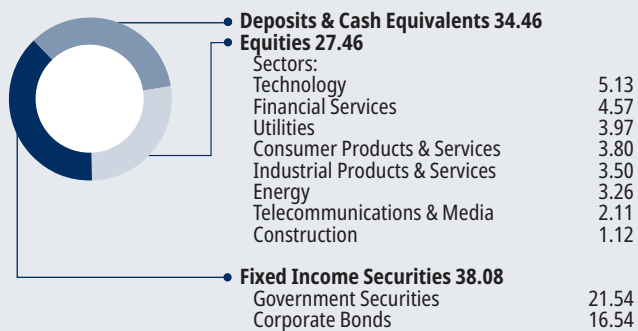 Deposits & Cash Equivalents 34.46
Equities 27.46
Sectors:
Technology 5.13
Financial Services 4.57
Utilities 3.97
Consumer Products & Services 3.80
Industrial Products & Services 3.50
Energy 3.26
Telecommunications & Media 2.11
Construction 1.12
Fixed Income Securities 38.08
Government Securities 21.54
Corporate Bonds 16.54